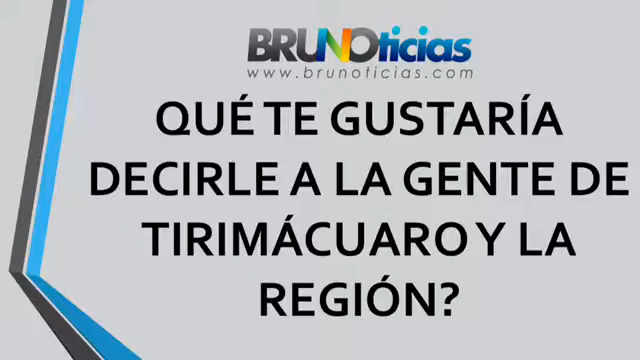 BRUNOticias
www.brunoticias.com
QUÉ TE GUSTARÍA
DECIRLE A LA GENTE DE
TIRIMÁCUARO Y LA
REGIÓN?